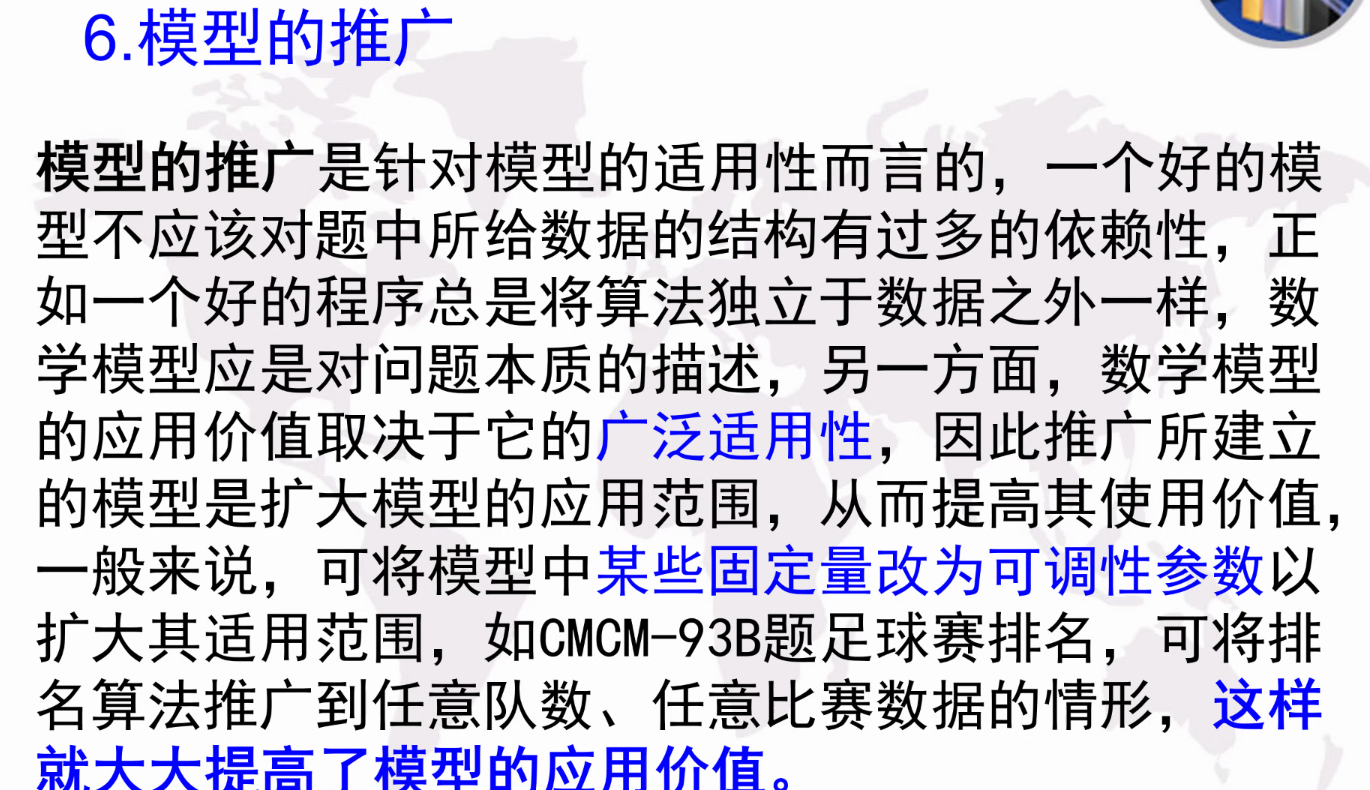 6.模型的推广
模型的推广是针对模型的适用性而言的，一个好的模
型不应该对题中所给数据的结构有过多的依赖性，正
如一个好的程序总是将算法独立于数据之外一样，数
学模型应是对问题本质的描述，另一方面，数学模型
的应用价值取决于它的广泛适用性，因此推广所建立
的模型是扩大模型的应用范围，从而提高其使用价值，
一般来说，可将模型中某些固定量改为可调性参数以
扩大其适用范围，如CMCM-93B题足球赛排名，可将排
名算法推广到任意队数、任意比赛数据的情形，这样
就大大提高了模型的应用价值。